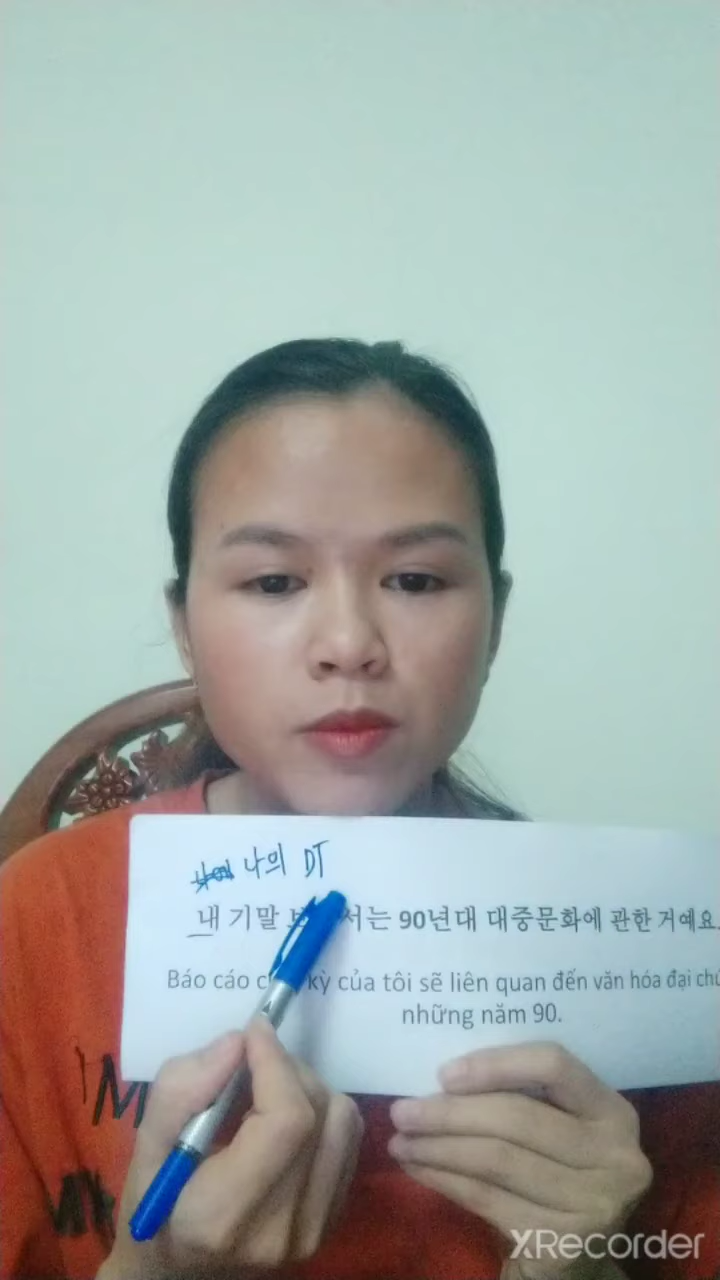 나의 DT
내 기말 서는 90년대 대중문화에 관한 거예요.
Báo cáo kỳ của tôi sẽ liên quan đến văn hóa đại
những năm 90.
XRecorder